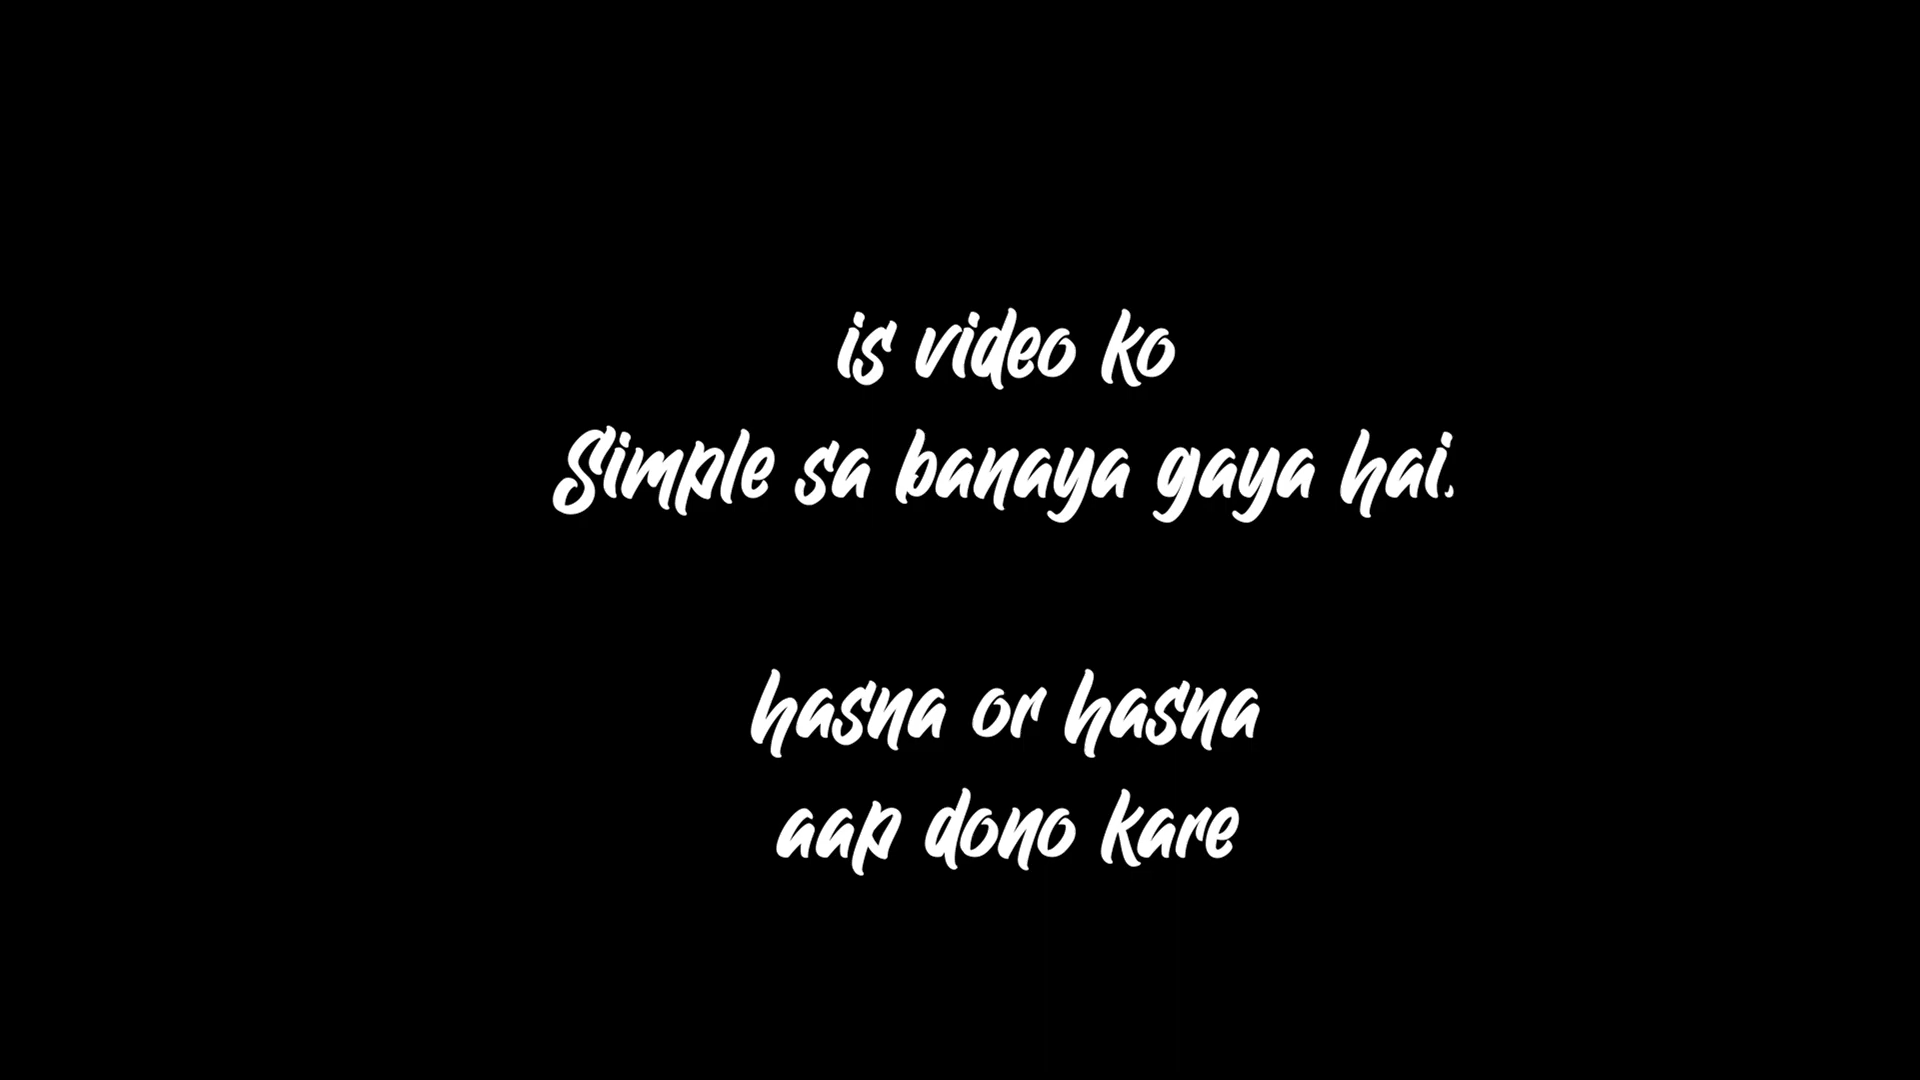 is video ko
Simple sa banaya gaya hai.
hasna or hasna
aap dono kare